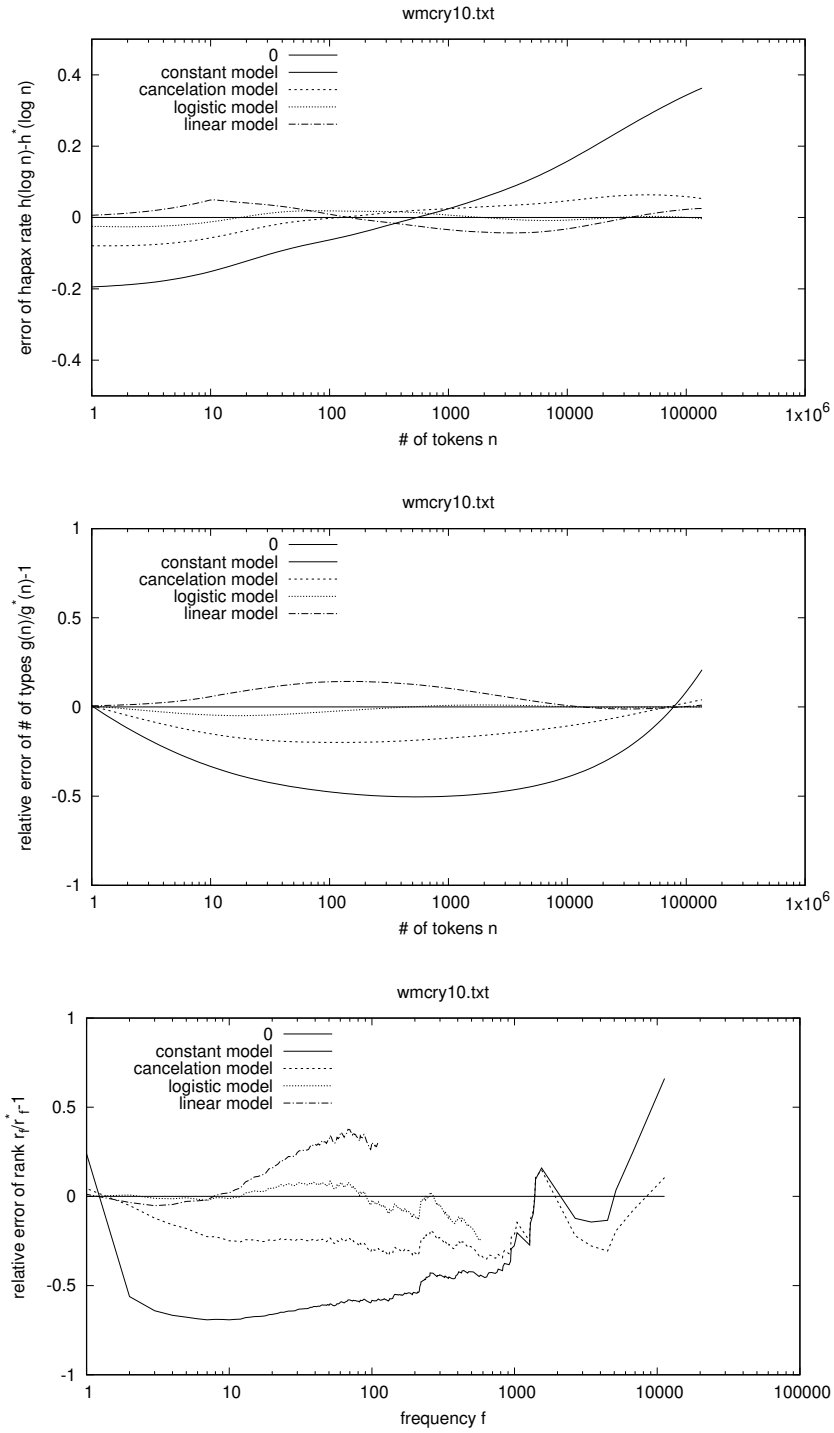 wmcry10.txt
0
constant model
cancelation model
logistic model
linear model
0.4
0.2
0
-0.2
-0.4
error of hapax rate h(log n)-h*(log n)
1
10
100
1000
10000
100000
1x10⁶
# of tokens n
wmcry10.txt
0
constant model
cancelation model
logistic model
linear model
1
0.5
0
-0.5
-1
relative error of # of types g(n)/g*(n)-1
1
10
100
1000
10000
100000
1x10⁶
# of tokens n
wmcry10.txt
0
constant model
cancelation model
logistic model
linear model
1
0.5
0
-0.5
-1
relative error of rank r_f/r*_f-1
1
10
100
1000
10000
100000
frequency f